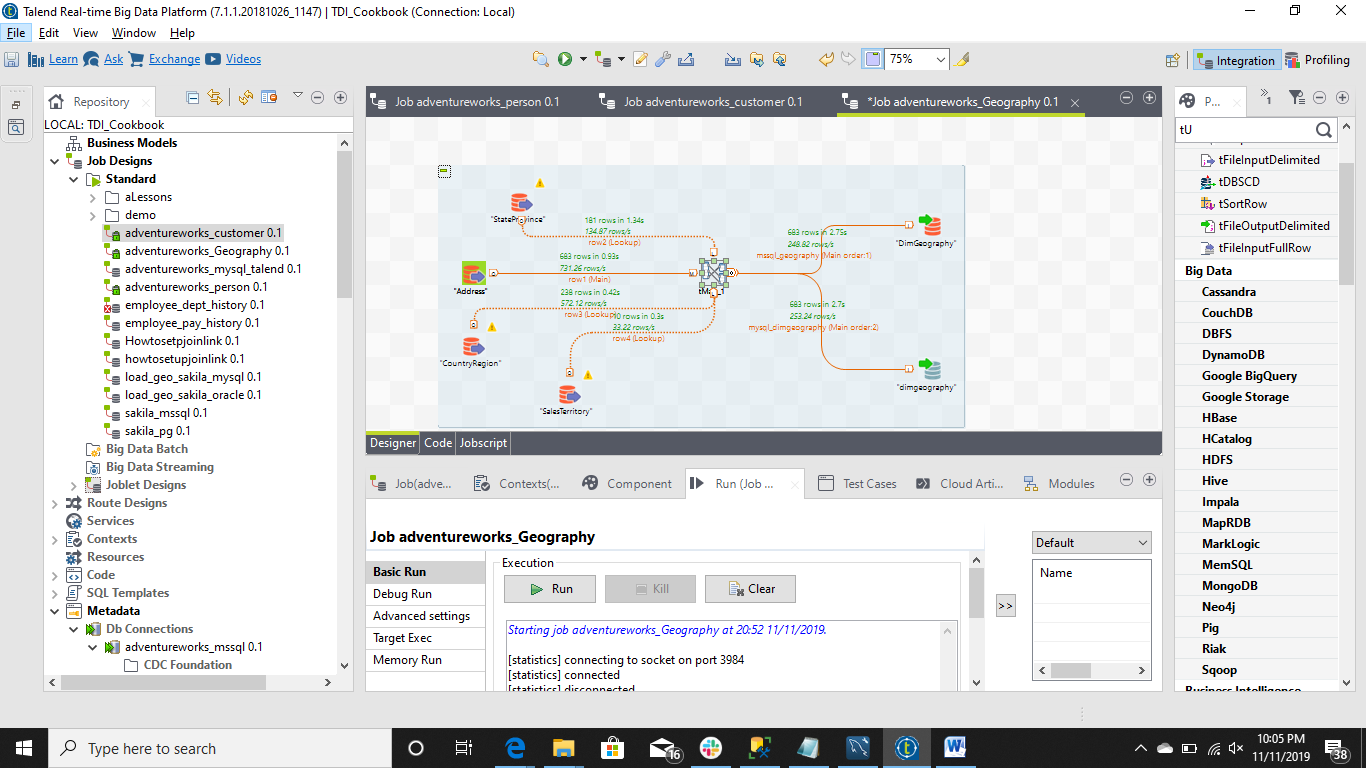 Talend Real-time Big Data Platform (7.1.1.20181026_1147) | TDI_Cookbook (Connection: Local)
File Edit View Window Help
Learn Ask Exchange Videos 75% Integration Profiling
Repository
LOCAL: TDI_Cookbook
Business Models
Job Designs
Standard
aLessons
demo
adventureworks_customer 0.1
adventureworks_Geography 0.1
adventureworks_mysql_talend 0.1
adventureworks_person 0.1
employee_dept_history 0.1
employee_pay_history 0.1
Howtosetpjoinlink 0.1
howtosetupjoinlink 0.1
load_geo_sakila_mysql 0.1
load_geo_sakila_oracle 0.1
sakila_mssql 0.1
sakila_pg 0.1
Big Data Batch
Big Data Streaming
Joblet Designs
Route Designs
Services
Contexts
Resources
Code
SQL Templates
Metadata
Db Connections
adventureworks_mssql 0.1
CDC Foundation
Job adventureworks_person 0.1 Job adventureworks_customer 0.1 *Job adventureworks_Geography 0.1
"StateProvince"
181 rows in 1.34s
134.87 rows/s
row2 (Lookup)
683 rows in 2.75s
248.82 rows/s
mssql_geography (Main order:1)
"DimGeography"
683 rows in 0.93s
731.26 rows/s
row1 (Main)
"Address"
238 rows in 0.42s
572.12 rows/s
row3 (Lookup)
10 rows in 0.3s
33.22 rows/s
row4 (Lookup)
683 rows in 2.7s
253.24 rows/s
mysql_dimgeography (Main order:2)
"CountryRegion"
"dimgeography"
"SalesTerritory"
Designer Code Jobscript
Job(adve... Contexts(... Component Run (Job ... Test Cases Cloud Arti... Modules
Job adventureworks_Geography
Basic Run
Debug Run
Advanced settings
Target Exec
Memory Run
Execution
Run Kill Clear
Starting job adventureworks_Geography at 20:52 11/11/2019.
[statistics] connecting to socket on port 3984
[statistics] connected
[statistics] disconnected
Default
Name
>>
P...
»1
tU
tFileInputDelimited
tDBSCD
tSortRow
tFileOutputDelimited
tFileInputFullRow
Big Data
Cassandra
CouchDB
DBFS
DynamoDB
Google BigQuery
Google Storage
HBase
HCatalog
HDFS
Hive
Impala
MapRDB
MarkLogic
MemSQL
MongoDB
Neo4j
Pig
Riak
Sqoop
Business Intelligence
Type here to search
16
10:05 PM
11/11/2019
38